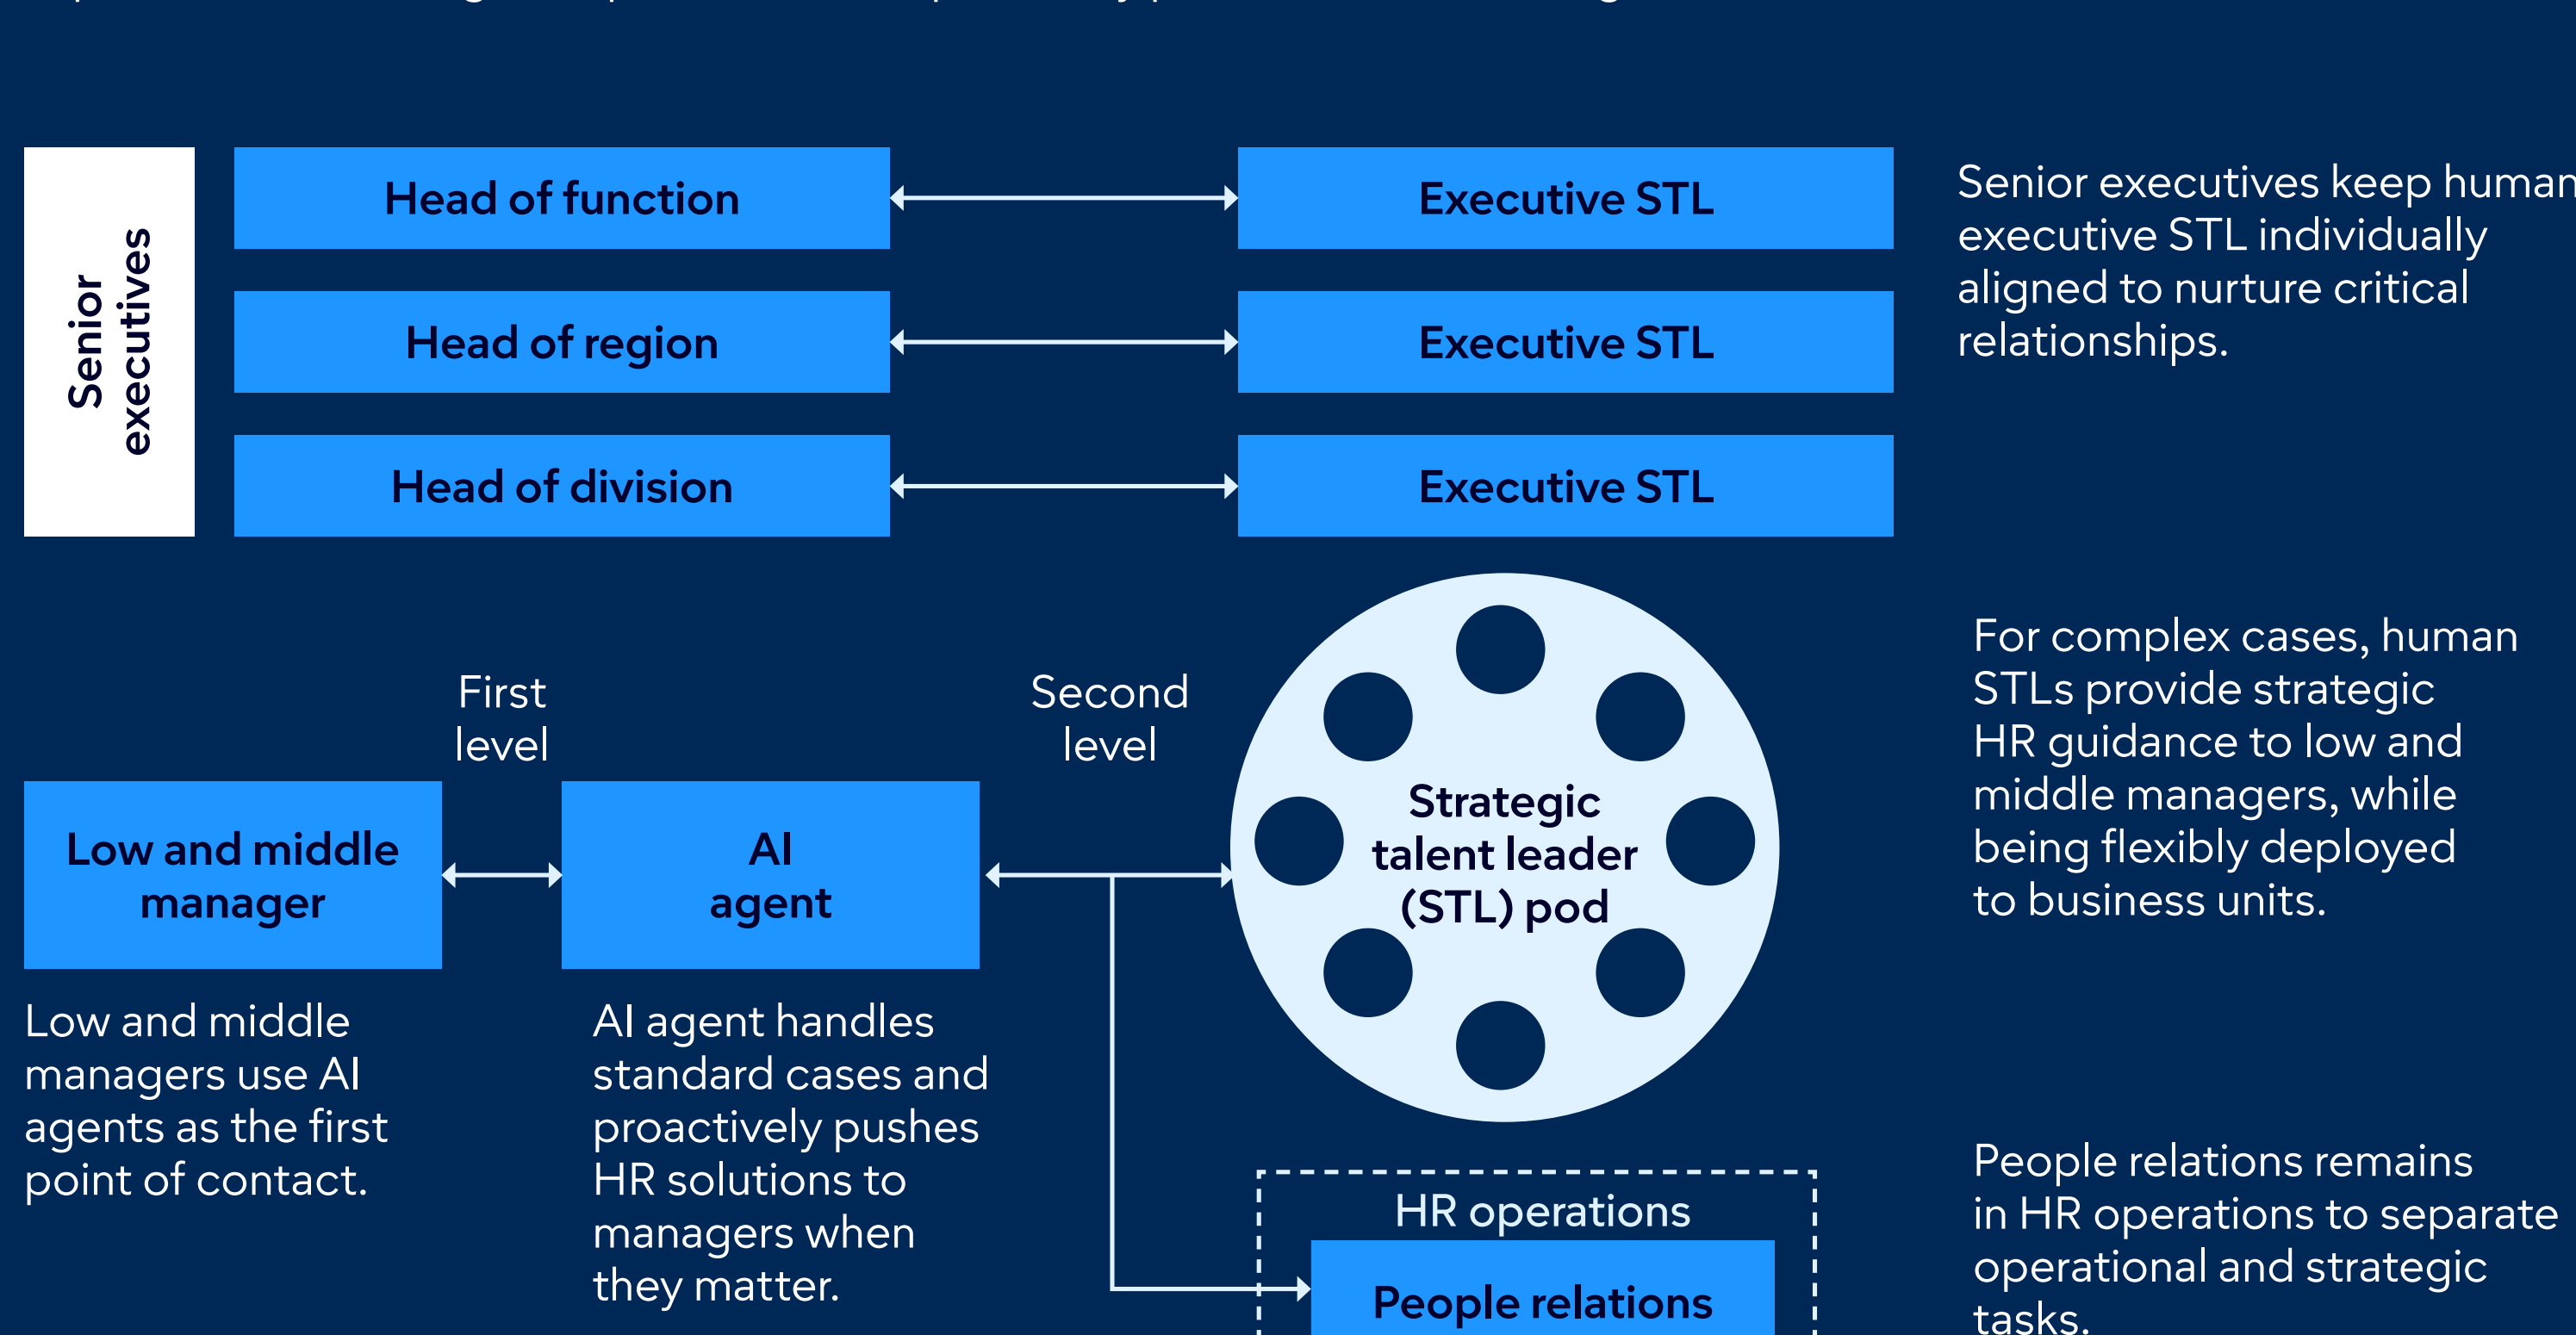 Senior
executives
Head of function
Executive STL
Head of region
Executive STL
Head of division
Executive STL
Senior executives keep human
executive STL individually
aligned to nurture critical
relationships.
First
level
Second
level
Low and middle
manager
AI
agent
Strategic
talent leader
(STL) pod
For complex cases, human
STLs provide strategic
HR guidance to low and
middle managers, while
being flexibly deployed
to business units.
Low and middle
managers use AI
agents as the first
point of contact.
AI agent handles
standard cases and
proactively pushes
HR solutions to
managers when
they matter.
HR operations
People relations
People relations remains
in HR operations to separate
operational and strategic
tasks.